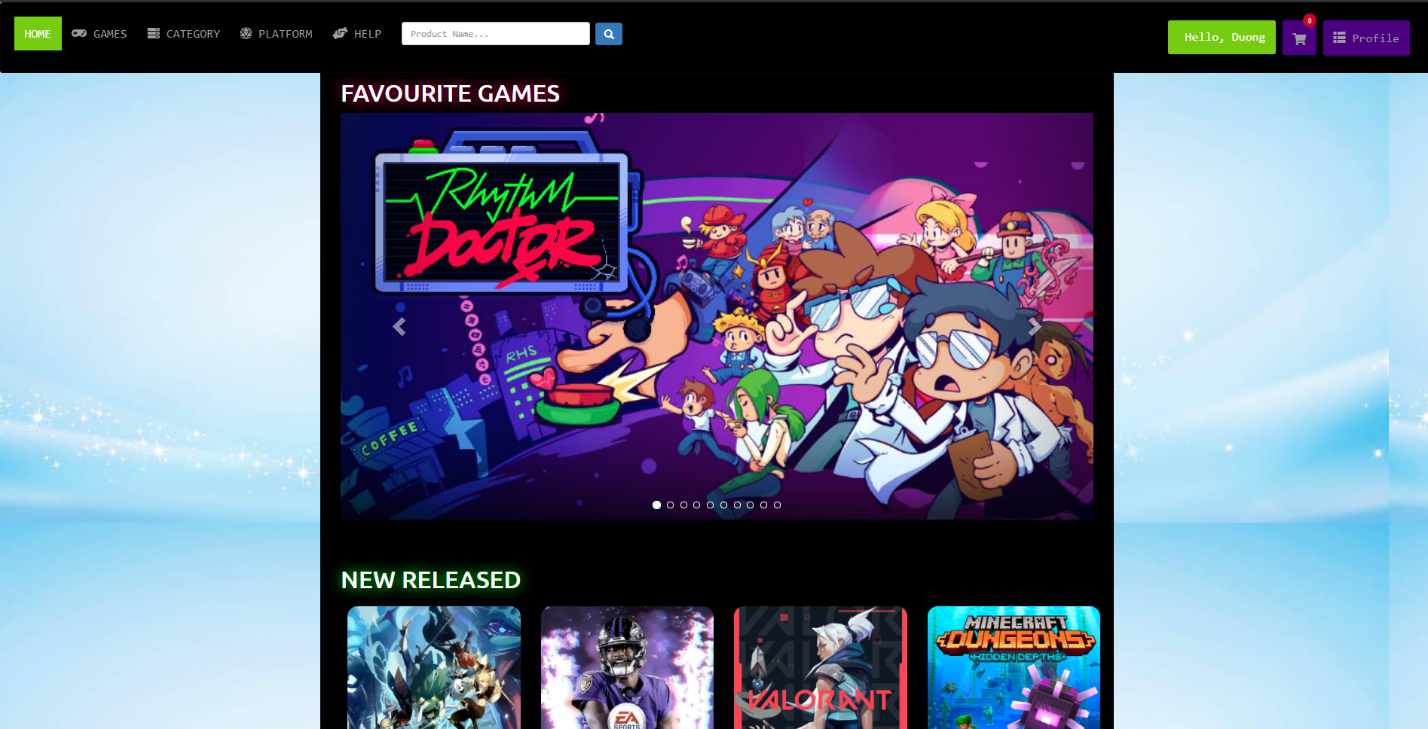 HOME GAMES CATEGORY PLATFORM HELP Product Name... Hello, Duong 0 Profile
FAVOURITE GAMES
Rhythm
DOCTOR
RHS
COFFEE
NEW RELEASED
EA
SPORTS
VALORANT
MINECRAFT
DUNGEONS
HIDDEN DEPTHS